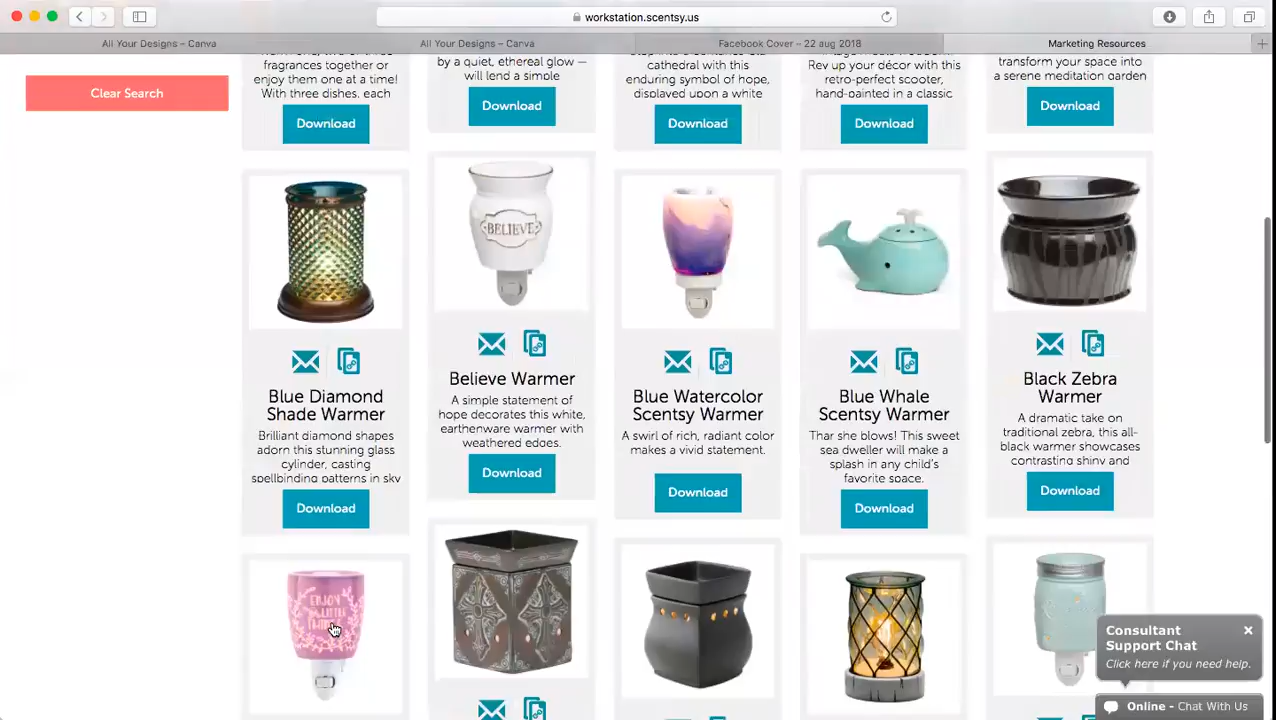 workstation.scentsy.us
All Your Designs – Canva
All Your Designs – Canva
Facebook Cover – 22 aug 2018
Marketing Resources
Clear Search
fragrances together or
enjoy them one at a time!
With three dishes, each
Download
by a quiet, ethereal glow —
will lend a simple
Download
cathedral with this
enduring symbol of hope,
displayed upon a white
Download
Rev up your décor with this
retro-perfect scooter,
hand-painted in a classic
Download
transform your space into
a serene meditation garden
Download
BELIEVE
Blue Diamond
Shade Warmer
Brilliant diamond shapes
adorn this stunning glass
cylinder, casting
spellbinding patterns in sky
Download
Believe Warmer
A simple statement of
hope decorates this white,
earthenware warmer with
weathered edges.
Download
Blue Watercolor
Scentsy Warmer
A swirl of rich, radiant color
makes a vivid statement.
Download
Blue Whale
Scentsy Warmer
Thar she blows! This sweet
sea dweller will make a
splash in any child's
favorite space.
Download
Black Zebra
Warmer
A dramatic take on
traditional zebra, this all-
black warmer showcases
contrasting shiny and
Download
ENJOY
LITTLE
Consultant
Support Chat
Click here if you need help.
Online - Chat With Us